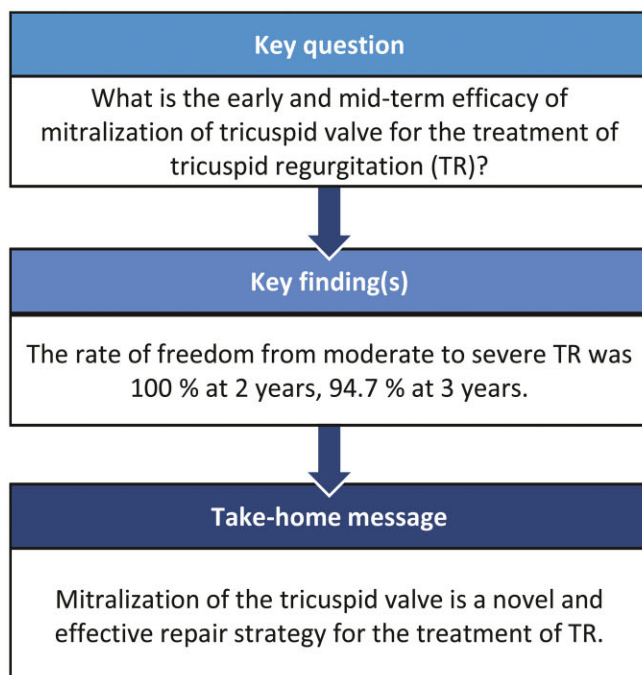 Key question
What is the early and mid-term efficacy of
mitralization of tricuspid valve for the treatment of
tricuspid regurgitation (TR)?
Key finding(s)
The rate of freedom from moderate to severe TR was
100 % at 2 years, 94.7 % at 3 years.
Take-home message
Mitralization of the tricuspid valve is a novel and
effective repair strategy for the treatment of TR.